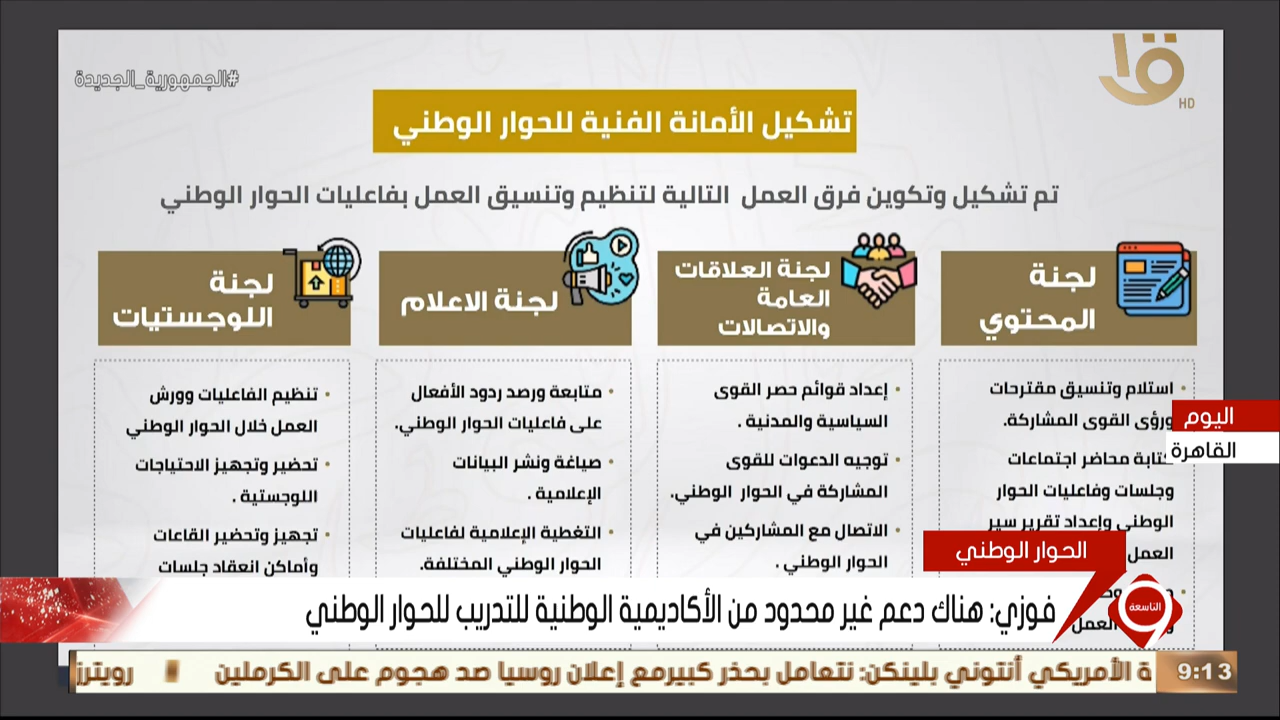 #الجمهورية_الجديدة
HD
تشكيل الأمانة الفنية للحوار الوطني
تم تشكيل وتكوين فرق العمل التالية لتنظيم وتنسيق العمل بفاعليات الحوار الوطني
لجنة
المحتوي
استلام وتنسيق مقترحات
ورؤى القوى المشاركة.
كتابة محاضر اجتماعات
وجلسات وفاعليات الحوار
الوطني وإعداد تقرير سير
العمل
العمل
لجنة العلاقات
العامة
والاتصالات
إعداد قوائم حصر القوى
السياسية والمدنية .
توجيه الدعوات للقوى
المشاركة في الحوار الوطني.
الاتصال مع المشاركين في
الحوار الوطني .
لجنة الاعلام
متابعة ورصد ردود الأفعال
على فاعليات الحوار الوطني.
صياغة ونشر البيانات
الإعلامية .
التغطية الإعلامية لفاعليات
الحوار الوطني المختلفة.
لجنة
اللوجستيات
تنظيم الفاعليات وورش
العمل خلال الحوار الوطني
تحضير وتجهيز الاحتياجات
اللوجستية .
تجهيز وتحضير القاعات
وأماكن انعقاد جلسات
اليوم
القاهرة
الحوار الوطني
التاسعة
فوزي: هناك دعم غير محدود من الأكاديمية الوطنية للتدريب للحوار الوطني
9:13
ة الأمريكي أنتوني بلينكن: نتعامل بحذر كبيرمع إعلان روسيا صد هجوم على الكرملين
رويترز